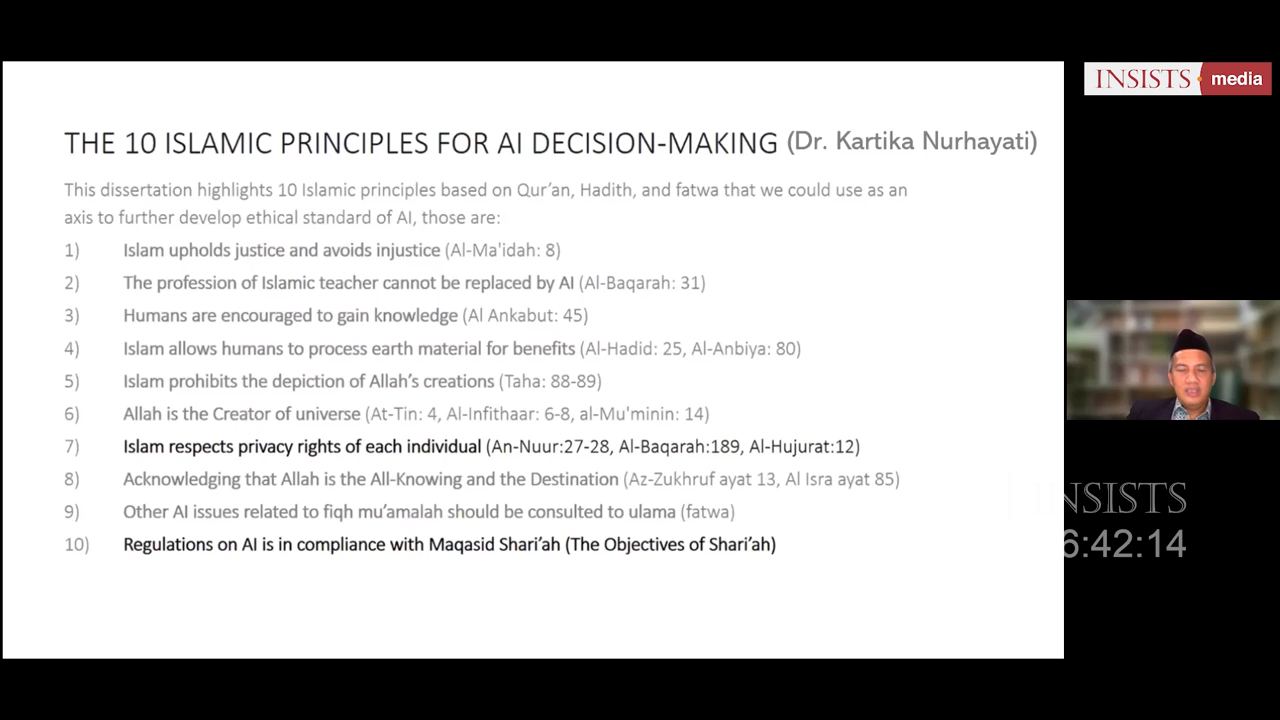 INSISTS media
THE 10 ISLAMIC PRINCIPLES FOR AI DECISION-MAKING (Dr. Kartika Nurhayati)
This dissertation highlights 10 Islamic principles based on Qur’an, Hadith, and fatwa that we could use as an
axis to further develop ethical standard of AI, those are:
1) Islam upholds justice and avoids injustice (Al-Ma'idah: 8)
2) The profession of Islamic teacher cannot be replaced by AI (Al-Baqarah: 31)
3) Humans are encouraged to gain knowledge (Al Ankabut: 45)
4) Islam allows humans to process earth material for benefits (Al-Hadid: 25, Al-Anbiya: 80)
5) Islam prohibits the depiction of Allah’s creations (Taha: 88-89)
6) Allah is the Creator of universe (At-Tin: 4, Al-Infithaar: 6-8, al-Mu'minin: 14)
7) Islam respects privacy rights of each individual (An-Nuur:27-28, Al-Baqarah:189, Al-Hujurat:12)
8) Acknowledging that Allah is the All-Knowing and the Destination (Az-Zukhruf ayat 13, Al Isra ayat 85)
9) Other AI issues related to fiqh mu’amalah should be consulted to ulama (fatwa)
10) Regulations on AI is in compliance with Maqasid Shari’ah (The Objectives of Shari’ah)
INSISTS
6:42:14